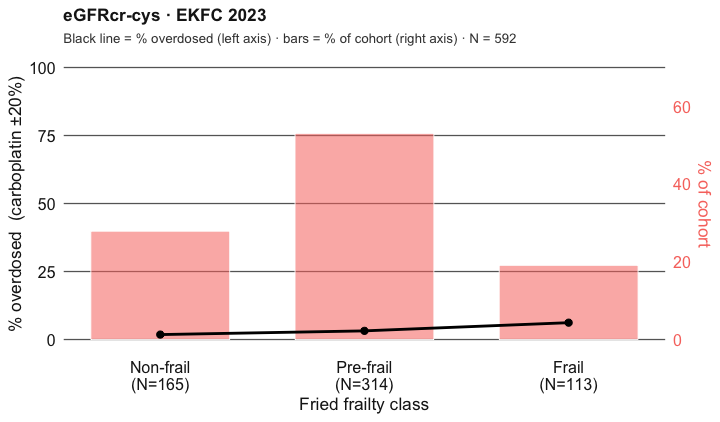 eGFRcr-cys · EKFC 2023
Black line = % overdosed (left axis) · bars = % of cohort (right axis) · N = 592
% overdosed  (carboplatin ±20%)
100
75
50
25
0
60
40
20
0
% of cohort
Non-frail
(N=165)
Pre-frail
(N=314)
Frail
(N=113)
Fried frailty class